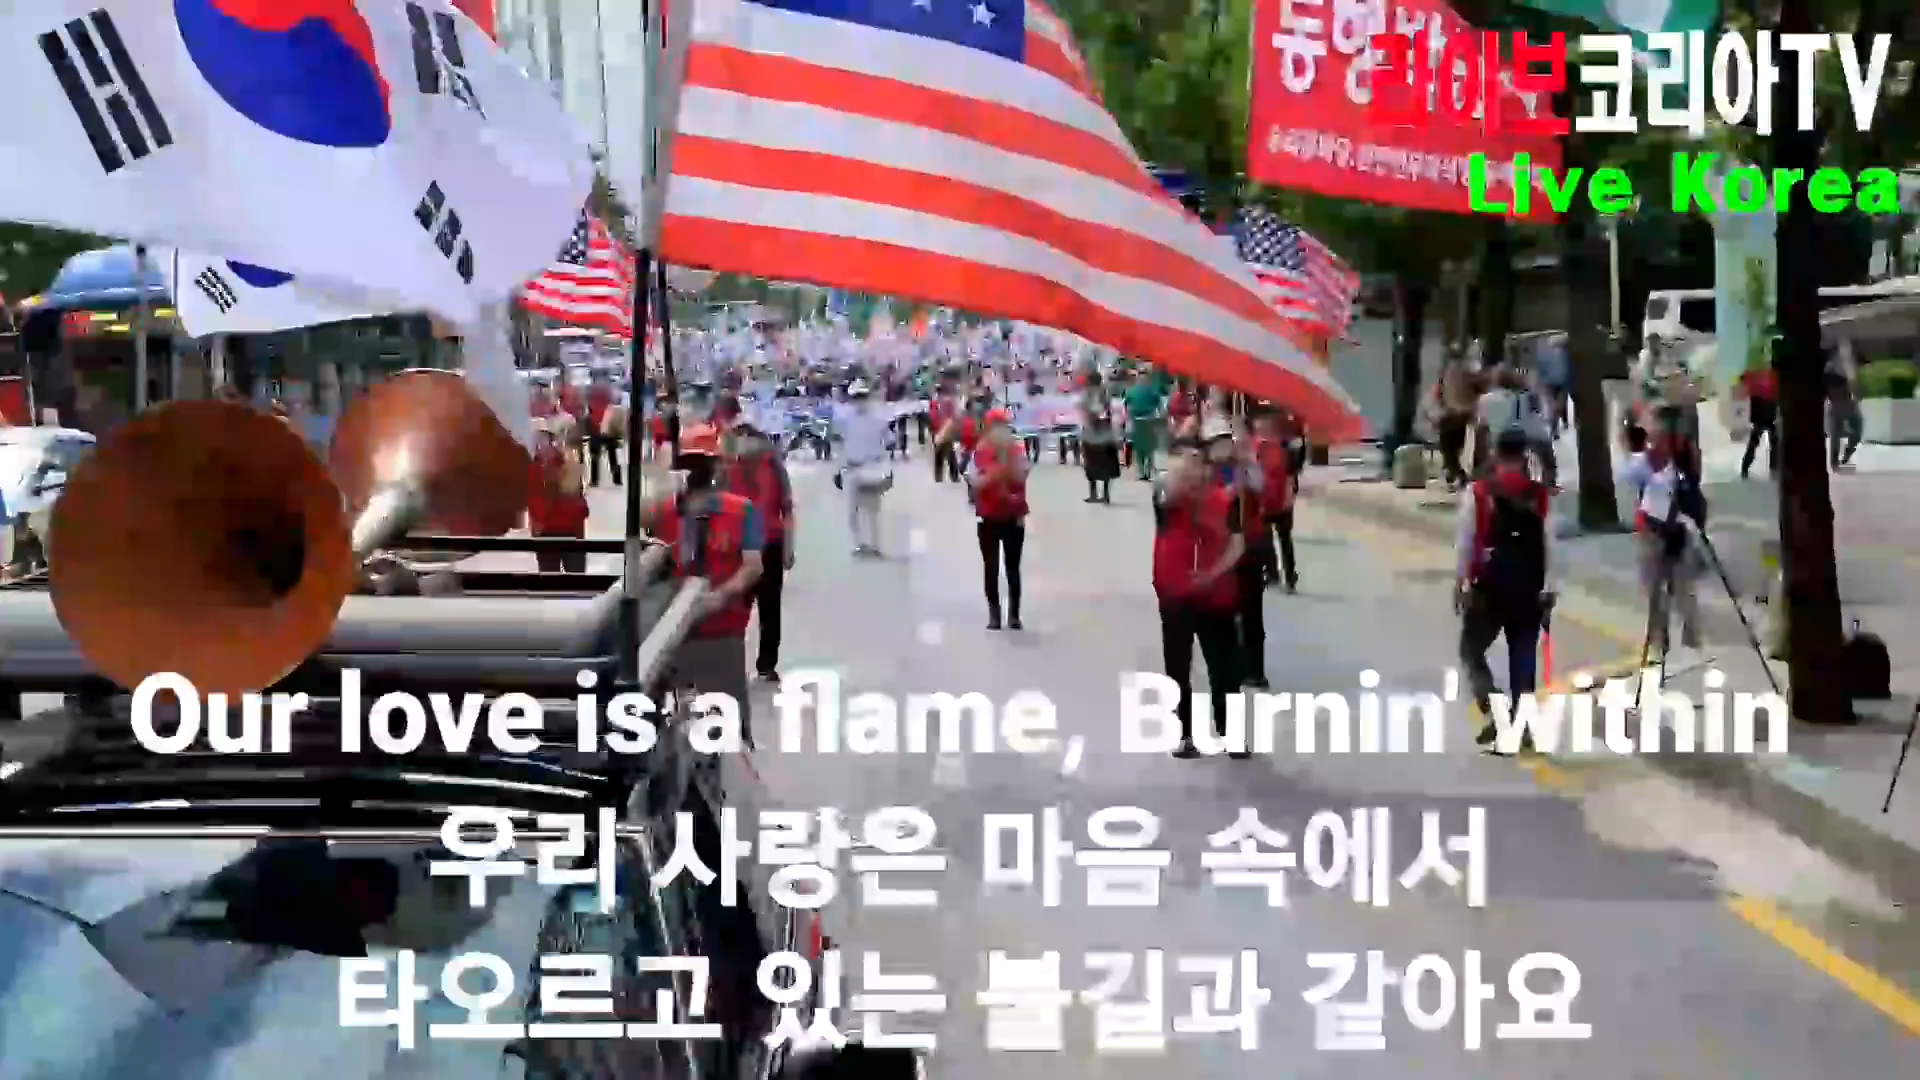 라이브코리아TV
Live Korea
Our love is a flame, Burnin' within
우리 사랑은 마음 속에서
타오르고 있는 불길과 같아요